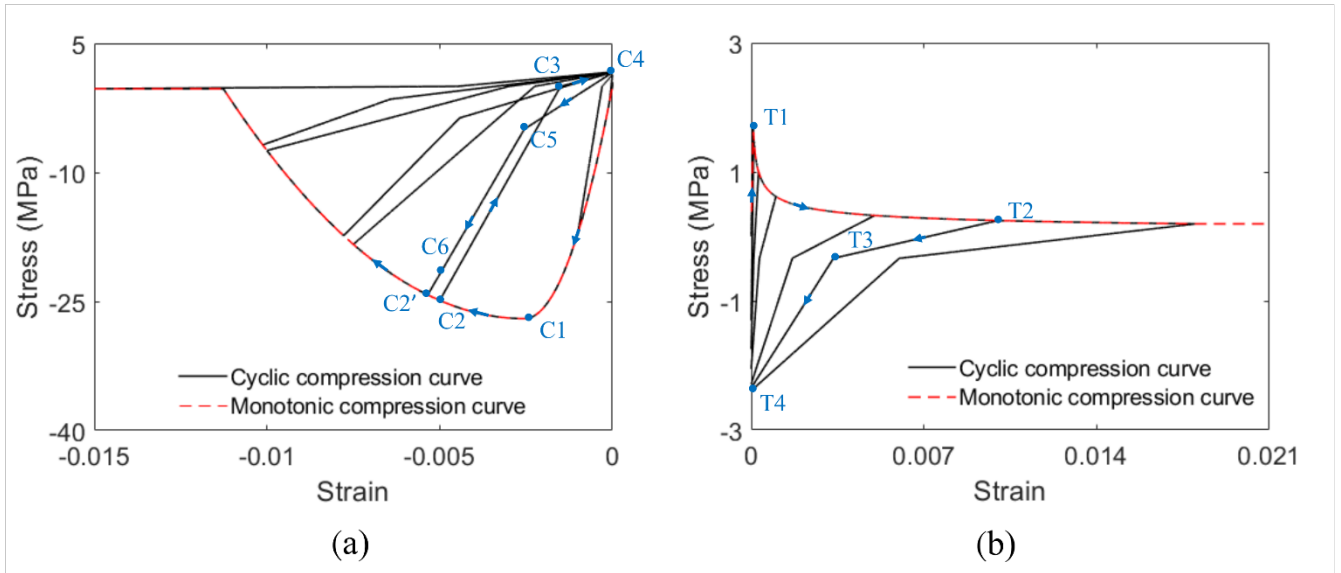 5
-10
-25
-40
Stress (MPa)
-0.015
-0.01
-0.005
0
Strain
C3
C4
C5
C6
C2′
C2
C1
Cyclic compression curve
Monotonic compression curve
(a)
3
1
-1
-3
Stress (MPa)
0
0.007
0.014
0.021
Strain
T1
T2
T3
T4
Cyclic compression curve
Monotonic compression curve
(b)